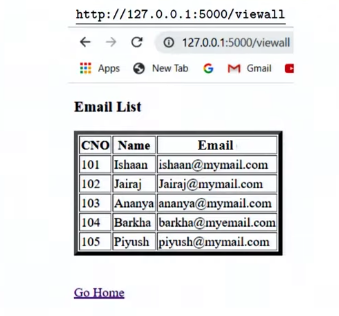 http://127.0.0.1:5000/viewall
127.0.0.1:5000/viewall
Apps New Tab G Gmail
Email List
CNO Name Email
101 Ishaan ishaan@mymail.com
102 Jairaj Jairaj@mymail.com
103 Ananya ananya@mymail.com
104 Barkha barkha@myemail.com
105 Piyush piyush@mymail.com
Go Home